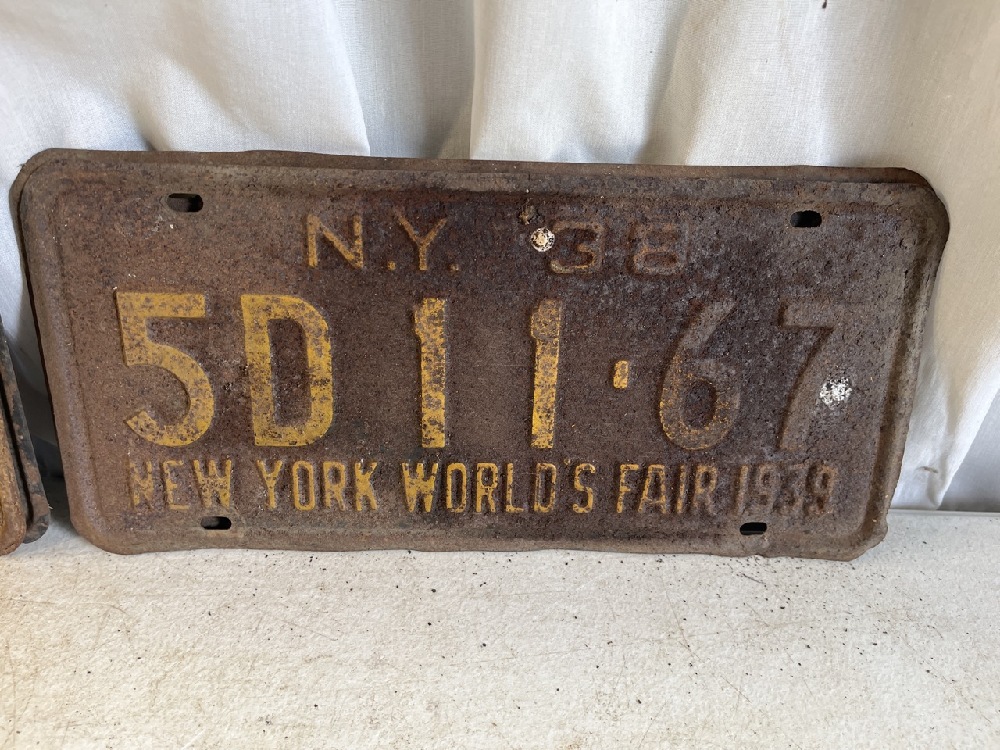 N.Y. 38
5D11·67
NEW YORK WORLD'S FAIR 1939